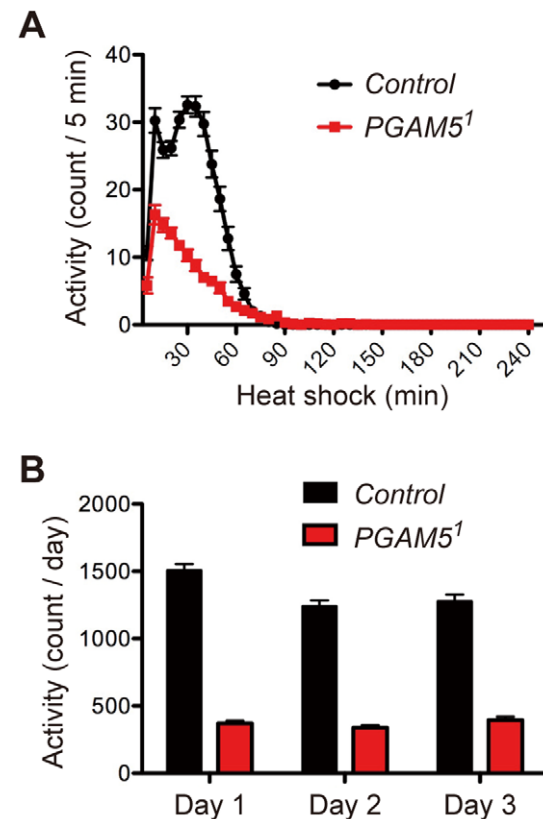 A
Activity (count / 5 min)
40
30
20
10
0
Control
PGAM5¹
30 60 90 120 150 180 210 240
Heat shock (min)
B
Activity (count / day)
2000
1500
1000
500
0
Control
PGAM5¹
Day 1 Day 2 Day 3